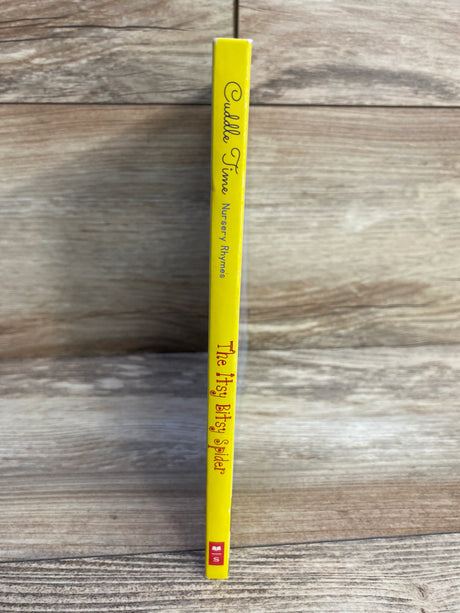 Cuddle Time Nursery Rhymes
The Itsy Bitsy Spider
S